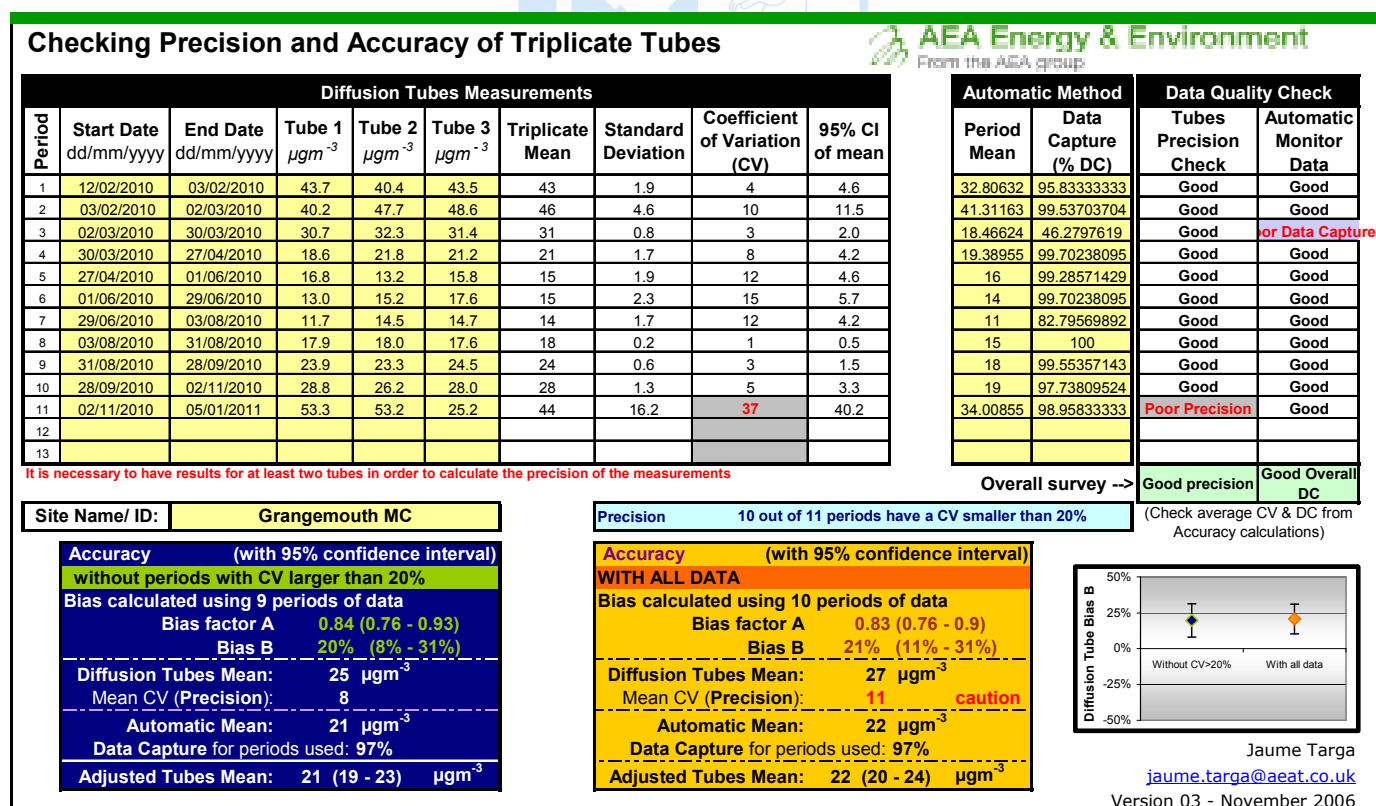 Checking Precision and Accuracy of Triplicate Tubes
AEA Energy & Environment
From the AEA group
Diffusion Tubes Measurements
Automatic Method
Data Quality Check
Period
Start Date dd/mm/yyyy
End Date dd/mm/yyyy
Tube 1 µgm-3
Tube 2 µgm-3
Tube 3 µgm-3
Triplicate Mean
Standard Deviation
Coefficient of Variation (CV)
95% CI of mean
Period Mean
Data Capture (% DC)
Tubes Precision Check
Automatic Monitor Data
1 12/02/2010 03/02/2010 43.7 40.4 43.5 43 1.9 4 4.6 32.80632 95.83333333 Good Good
2 03/02/2010 02/03/2010 40.2 47.7 48.6 46 4.6 10 11.5 41.31163 99.53703704 Good Good
3 02/03/2010 30/03/2010 30.7 32.3 31.4 31 0.8 3 2.0 18.46624 46.2797619 Good or Data Capture
4 30/03/2010 27/04/2010 18.6 21.8 21.2 21 1.7 8 4.2 19.38955 99.70238095 Good Good
5 27/04/2010 01/06/2010 16.8 13.2 15.8 15 1.9 12 4.6 16 99.28571429 Good Good
6 01/06/2010 29/06/2010 13.0 15.2 17.6 15 2.3 15 5.7 14 99.70238095 Good Good
7 29/06/2010 03/08/2010 11.7 14.5 14.7 14 1.7 12 4.2 11 82.79569892 Good Good
8 03/08/2010 31/08/2010 17.9 18.0 17.6 18 0.2 1 0.5 15 100 Good Good
9 31/08/2010 28/09/2010 23.9 23.3 24.5 24 0.6 3 1.5 18 99.55357143 Good Good
10 28/09/2010 02/11/2010 28.8 26.2 28.0 28 1.3 5 3.3 19 97.73809524 Good Good
11 02/11/2010 05/01/2011 53.3 53.2 25.2 44 16.2 37 40.2 34.00855 98.95833333 Poor Precision Good
12
13
It is necessary to have results for at least two tubes in order to calculate the precision of the measurements
Overall survey --> Good precision Good Overall DC
(Check average CV & DC from Accuracy calculations)
Site Name/ ID: Grangemouth MC
Precision 10 out of 11 periods have a CV smaller than 20%
Accuracy (with 95% confidence interval)
without periods with CV larger than 20%
Bias calculated using 9 periods of data
Bias factor A 0.84 (0.76 - 0.93)
Bias B 20% (8% - 31%)
Diffusion Tubes Mean: 25 µgm-3
Mean CV (Precision): 8
Automatic Mean: 21 µgm-3
Data Capture for periods used: 97%
Adjusted Tubes Mean: 21 (19 - 23) µgm-3
Accuracy (with 95% confidence interval)
WITH ALL DATA
Bias calculated using 10 periods of data
Bias factor A 0.83 (0.76 - 0.9)
Bias B 21% (11% - 31%)
Diffusion Tubes Mean: 27 µgm-3
Mean CV (Precision): 11 caution
Automatic Mean: 22 µgm-3
Data Capture for periods used: 97%
Adjusted Tubes Mean: 22 (20 - 24) µgm-3
Diffusion Tube Bias B
50%
25%
0%
-25%
-50%
Without CV>20%
With all data
Jaume Targa
jaume.targa@aeat.co.uk
Version 03 - November 2006